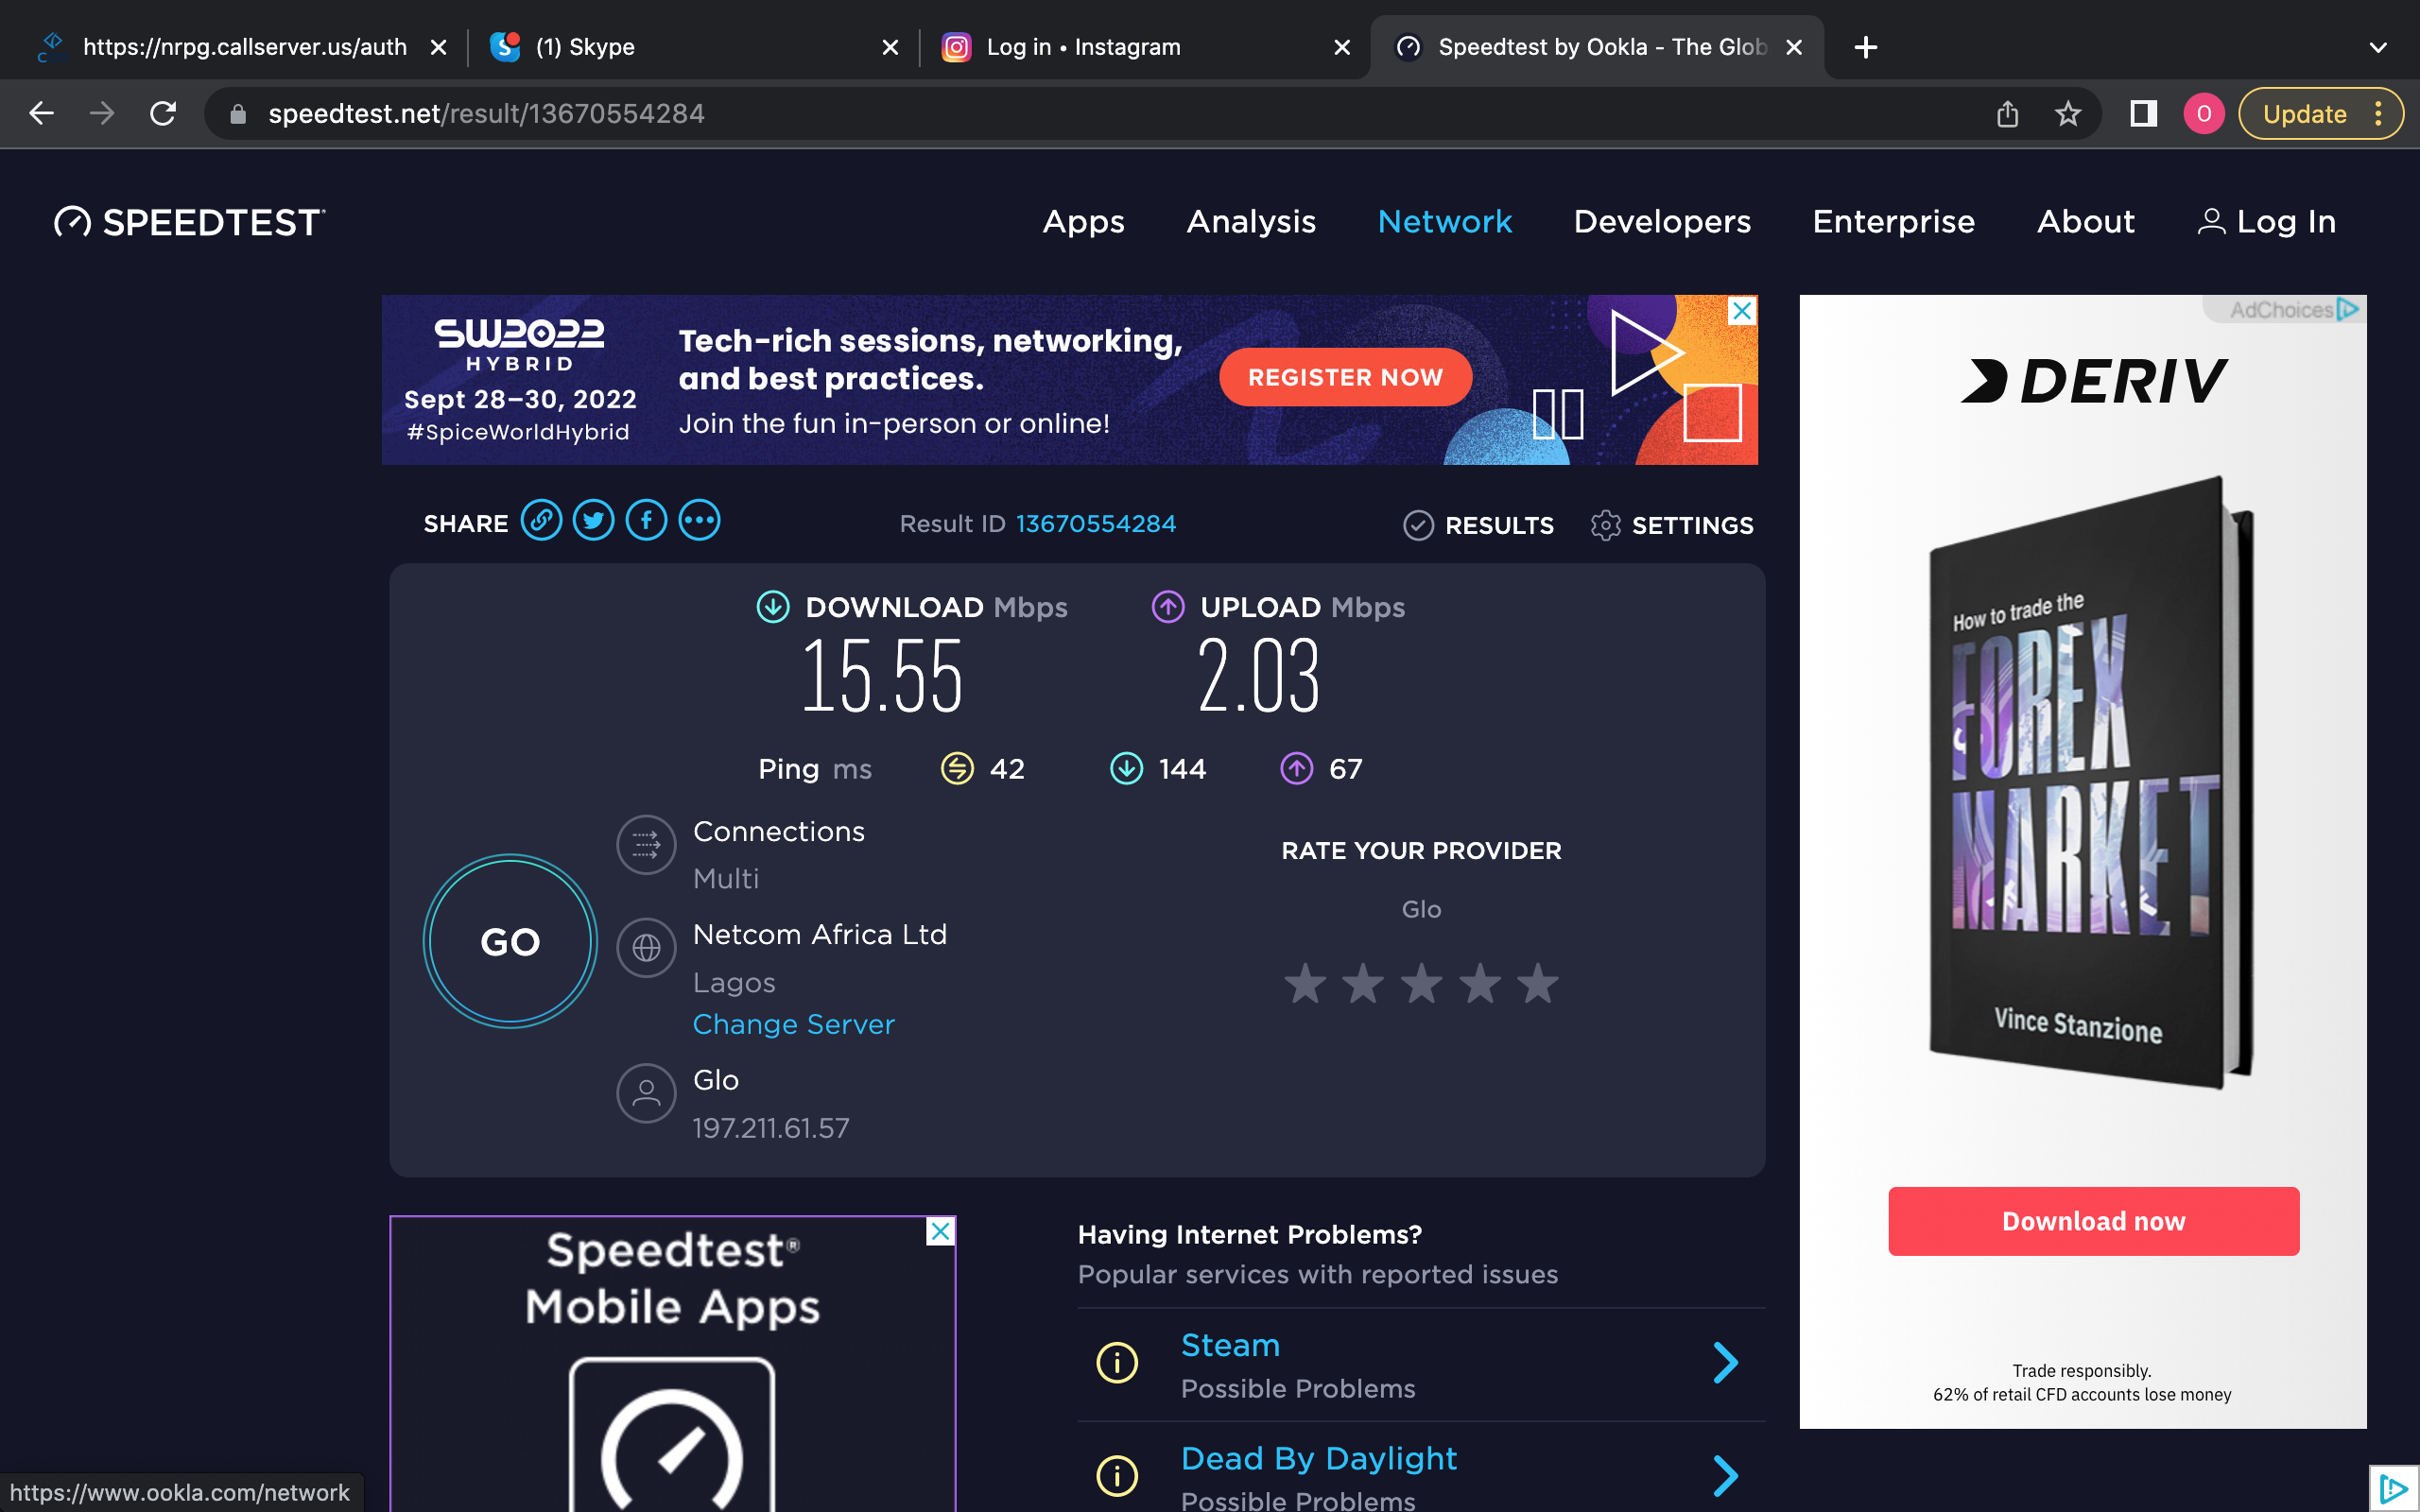 https://nrpg.callserver.us/auth
(1) Skype
Log in • Instagram
Speedtest by Ookla - The Glob
speedtest.net/result/13670554284
O
Update
SPEEDTEST
Apps
Analysis
Network
Developers
Enterprise
About
Log In
SW2022
HYBRID
Sept 28–30, 2022
#SpiceWorldHybrid
Tech-rich sessions, networking,
and best practices.
Join the fun in-person or online!
REGISTER NOW
AdChoices
DERIV
How to trade the
FOREX
MARKET
Vince Stanzione
Download now
Trade responsibly.
62% of retail CFD accounts lose money
SHARE
Result ID 13670554284
RESULTS
SETTINGS
DOWNLOAD Mbps
15.55
UPLOAD Mbps
2.03
Ping ms
42
144
67
GO
Connections
Multi
Netcom Africa Ltd
Lagos
Change Server
Glo
197.211.61.57
RATE YOUR PROVIDER
Glo
Speedtest®
Mobile Apps
Having Internet Problems?
Popular services with reported issues
Steam
Possible Problems
Dead By Daylight
Possible Problems
https://www.ookla.com/network